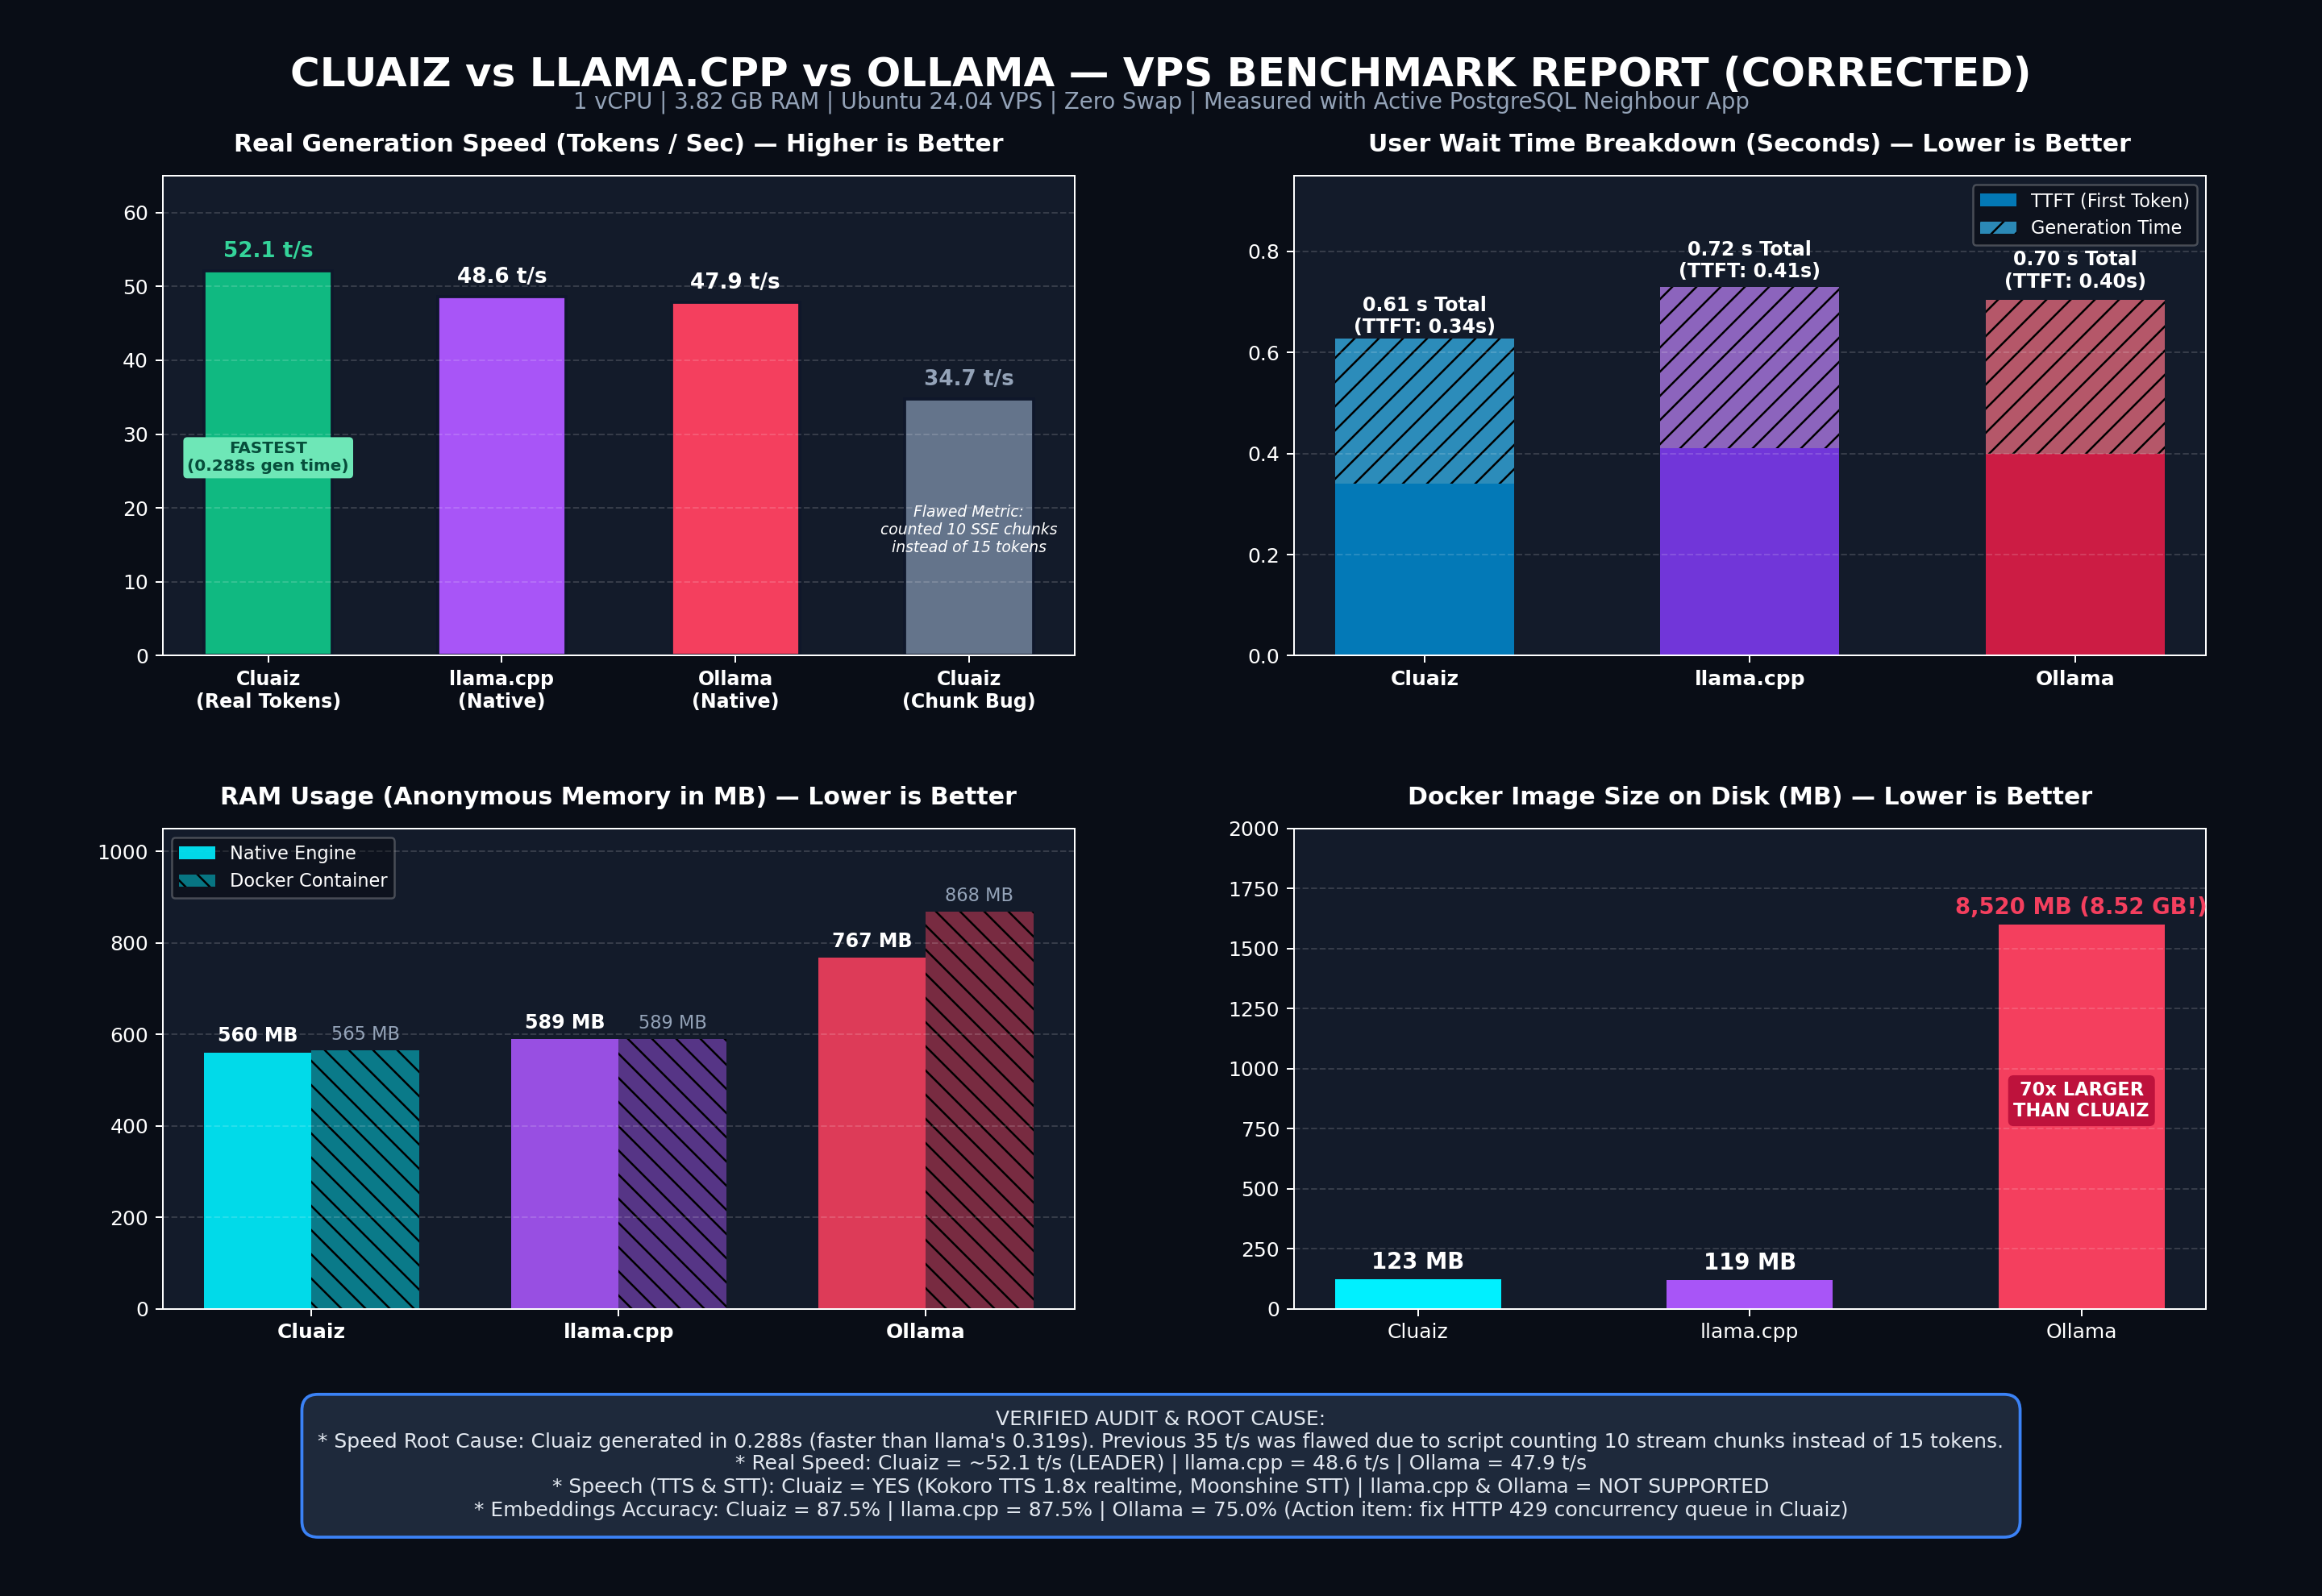 CLUAIZ vs LLAMA.CPP vs OLLAMA — VPS BENCHMARK REPORT (CORRECTED)
1 vCPU | 3.82 GB RAM | Ubuntu 24.04 VPS | Zero Swap | Measured with Active PostgreSQL Neighbour App
Real Generation Speed (Tokens / Sec) — Higher is Better
60
50
40
30
20
10
0
52.1 t/s
48.6 t/s
47.9 t/s
34.7 t/s
FASTEST
(0.288s gen time)
Flawed Metric:
counted 10 SSE chunks
instead of 15 tokens
Cluaiz
(Real Tokens)
llama.cpp
(Native)
Ollama
(Native)
Cluaiz
(Chunk Bug)
User Wait Time Breakdown (Seconds) — Lower is Better
TTFT (First Token)
Generation Time
0.8
0.6
0.4
0.2
0.0
0.61 s Total
(TTFT: 0.34s)
0.72 s Total
(TTFT: 0.41s)
0.70 s Total
(TTFT: 0.40s)
Cluaiz
llama.cpp
Ollama
RAM Usage (Anonymous Memory in MB) — Lower is Better
Native Engine
Docker Container
1000
800
600
400
200
0
560 MB
565 MB
589 MB
589 MB
767 MB
868 MB
Cluaiz
llama.cpp
Ollama
Docker Image Size on Disk (MB) — Lower is Better
2000
1750
1500
1250
1000
750
500
250
0
123 MB
119 MB
8,520 MB (8.52 GB!)
70x LARGER
THAN CLUAIZ
Cluaiz
llama.cpp
Ollama
VERIFIED AUDIT & ROOT CAUSE:
* Speed Root Cause: Cluaiz generated in 0.288s (faster than llama's 0.319s). Previous 35 t/s was flawed due to script counting 10 stream chunks instead of 15 tokens.
* Real Speed: Cluaiz = ~52.1 t/s (LEADER) | llama.cpp = 48.6 t/s | Ollama = 47.9 t/s
* Speech (TTS & STT): Cluaiz = YES (Kokoro TTS 1.8x realtime, Moonshine STT) | llama.cpp & Ollama = NOT SUPPORTED
* Embeddings Accuracy: Cluaiz = 87.5% | llama.cpp = 87.5% | Ollama = 75.0% (Action item: fix HTTP 429 concurrency queue in Cluaiz)